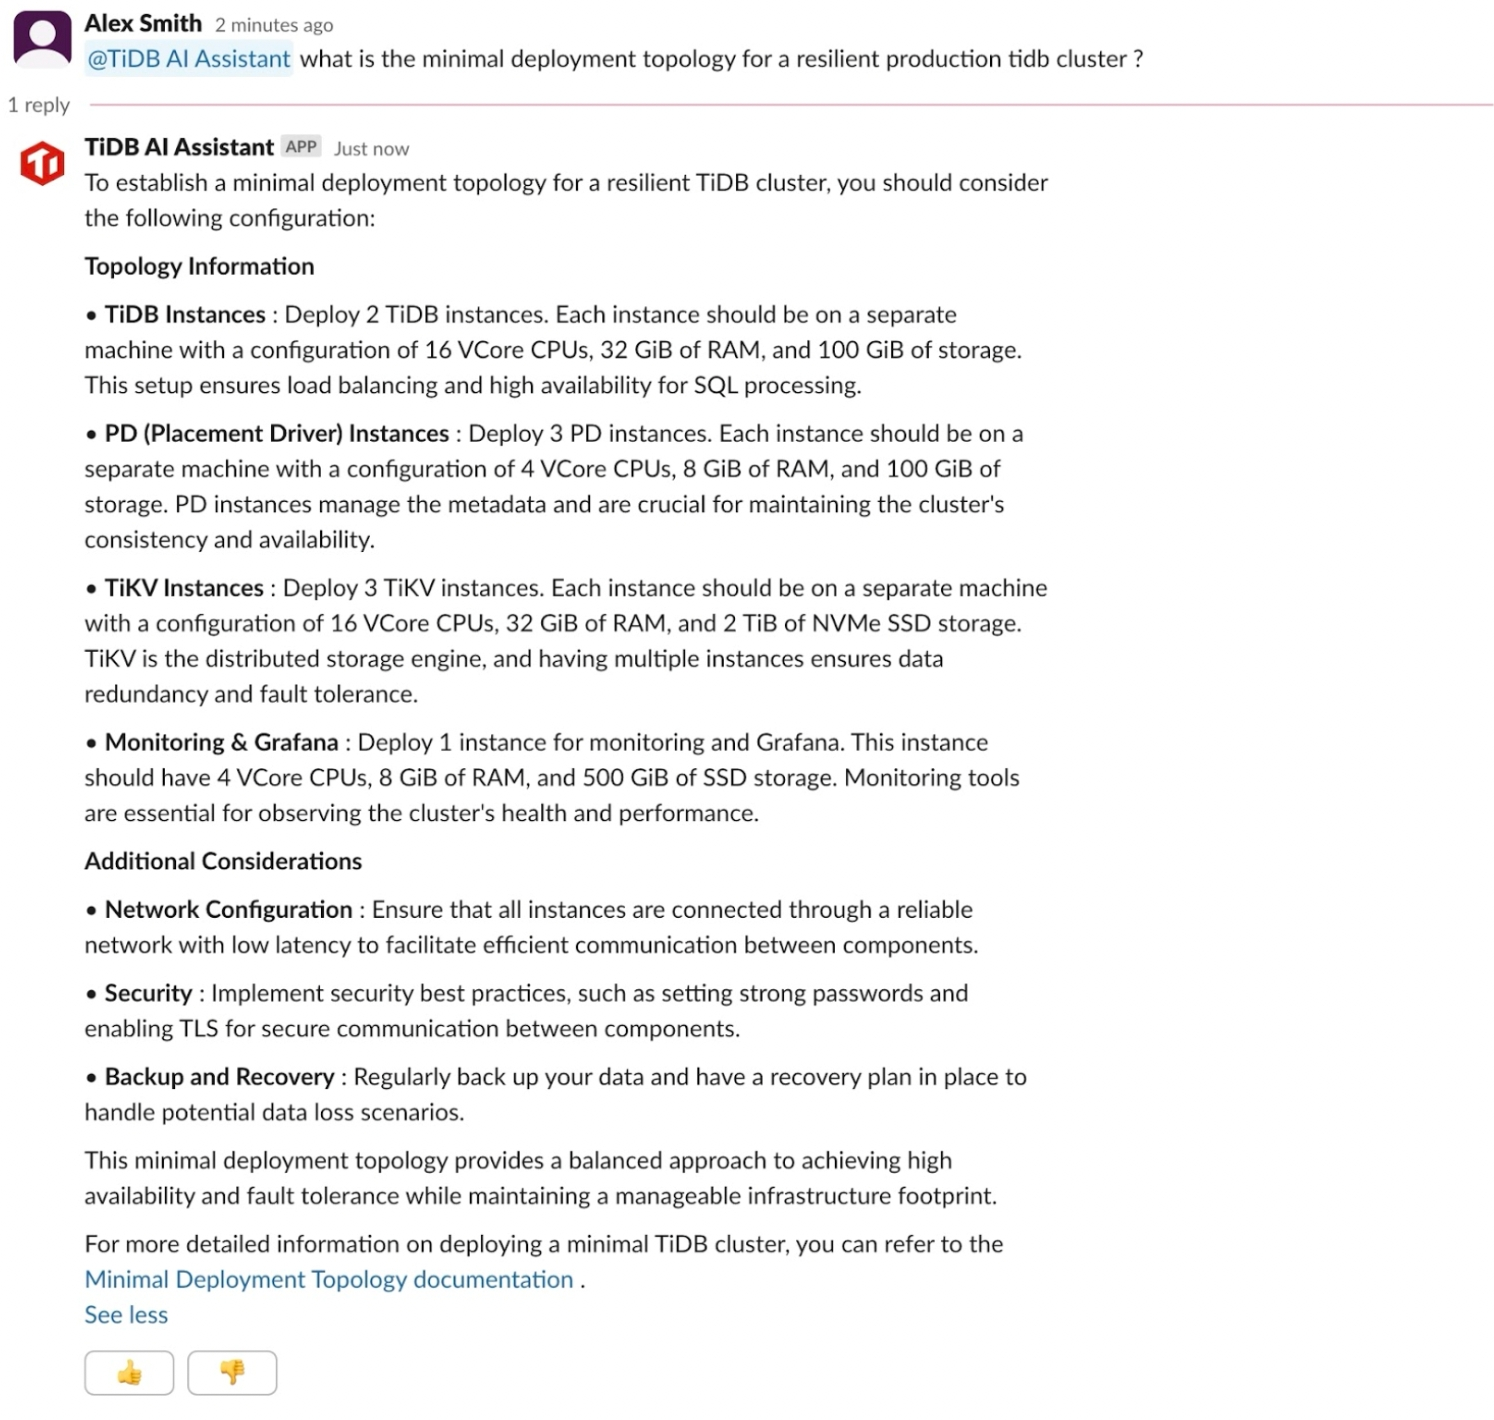 Alex Smith 2 minutes ago
@TiDB AI Assistant what is the minimal deployment topology for a resilient production tidb cluster ?
1 reply
TiDB AI Assistant APP Just now
To establish a minimal deployment topology for a resilient TiDB cluster, you should consider
the following configuration:
Topology Information
• TiDB Instances : Deploy 2 TiDB instances. Each instance should be on a separate
machine with a configuration of 16 VCore CPUs, 32 GiB of RAM, and 100 GiB of storage.
This setup ensures load balancing and high availability for SQL processing.
• PD (Placement Driver) Instances : Deploy 3 PD instances. Each instance should be on a
separate machine with a configuration of 4 VCore CPUs, 8 GiB of RAM, and 100 GiB of
storage. PD instances manage the metadata and are crucial for maintaining the cluster's
consistency and availability.
• TiKV Instances : Deploy 3 TiKV instances. Each instance should be on a separate machine
with a configuration of 16 VCore CPUs, 32 GiB of RAM, and 2 TiB of NVMe SSD storage.
TiKV is the distributed storage engine, and having multiple instances ensures data
redundancy and fault tolerance.
• Monitoring & Grafana : Deploy 1 instance for monitoring and Grafana. This instance
should have 4 VCore CPUs, 8 GiB of RAM, and 500 GiB of SSD storage. Monitoring tools
are essential for observing the cluster's health and performance.
Additional Considerations
• Network Configuration : Ensure that all instances are connected through a reliable
network with low latency to facilitate efficient communication between components.
• Security : Implement security best practices, such as setting strong passwords and
enabling TLS for secure communication between components.
• Backup and Recovery : Regularly back up your data and have a recovery plan in place to
handle potential data loss scenarios.
This minimal deployment topology provides a balanced approach to achieving high
availability and fault tolerance while maintaining a manageable infrastructure footprint.
For more detailed information on deploying a minimal TiDB cluster, you can refer to the
Minimal Deployment Topology documentation .
See less